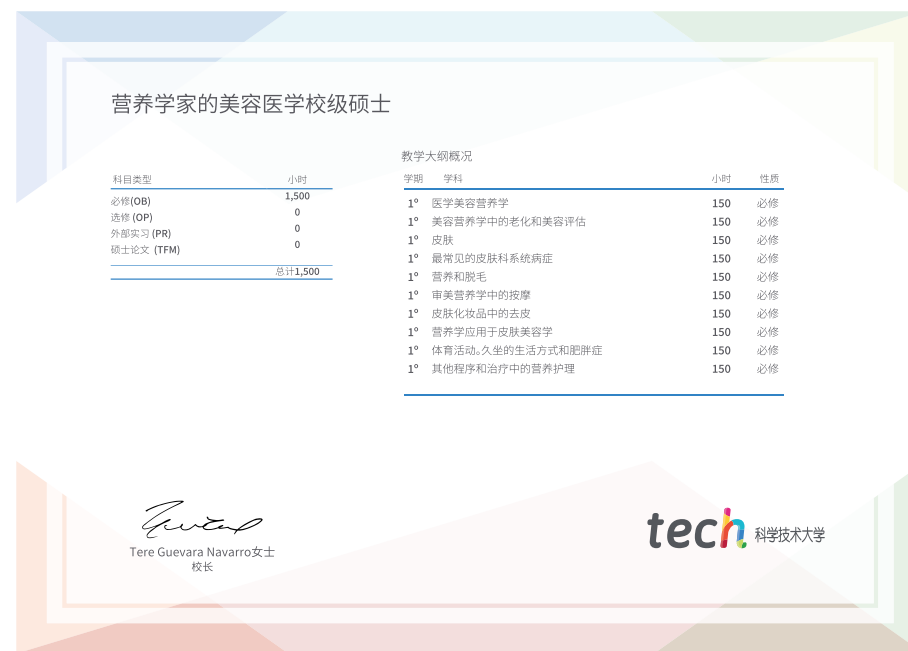 营养学家的美容医学校级硕士
科目类型 小时
必修(OB) 1,500
选修 (OP) 0
外部实习 (PR) 0
硕士论文 (TFM) 0
总计1,500
教学大纲概况
学期 学科 小时 性质
1º 医学美容营养学 150 必修
1º 美容营养学中的老化和美容评估 150 必修
1º 皮肤 150 必修
1º 最常见的皮肤科系统病症 150 必修
1º 营养和脱毛 150 必修
1º 审美营养学中的按摩 150 必修
1º 皮肤化妆品中的去皮 150 必修
1º 营养学应用于皮肤美容学 150 必修
1º 体育活动。久坐的生活方式和肥胖症 150 必修
1º 其他程序和治疗中的营养护理 150 必修
Tere Guevara Navarro女士
校长
tech 科学技术大学